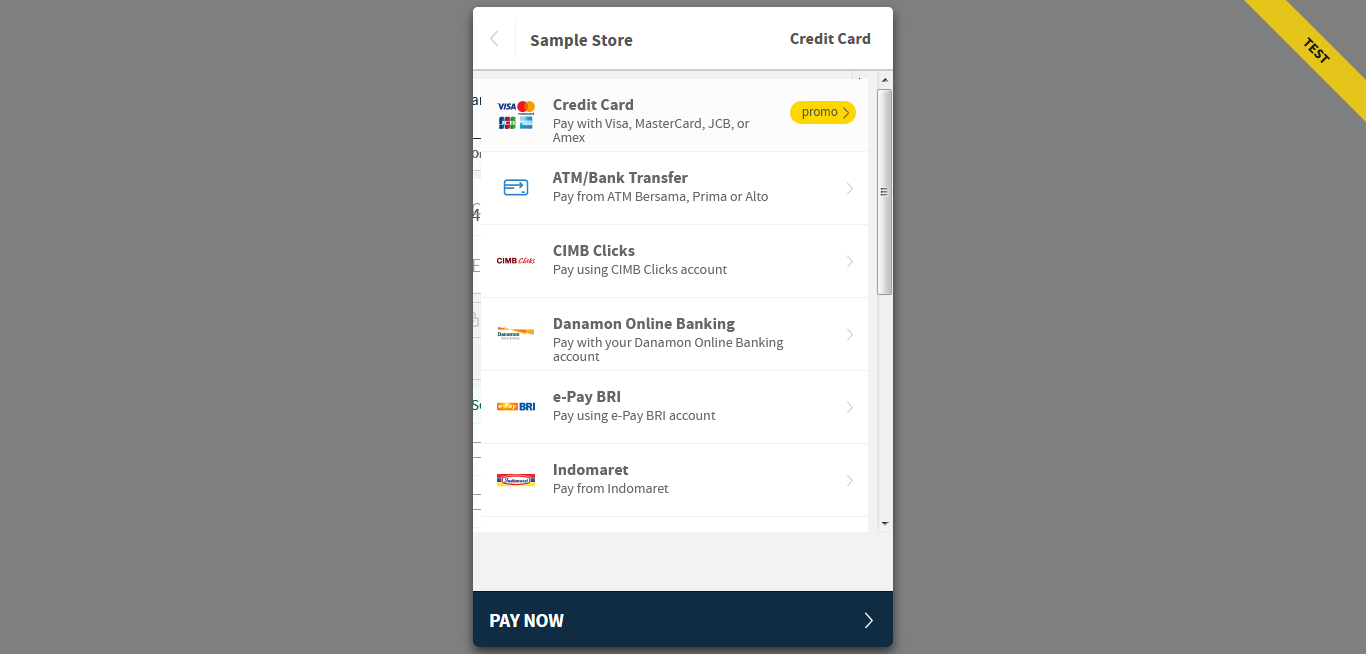 Sample Store
Credit Card
TEST
VISA
JCB
Credit Card
Pay with Visa, MasterCard, JCB, or
Amex
promo
ATM/Bank Transfer
Pay from ATM Bersama, Prima or Alto
CIMB Clicks
CIMB Clicks
Pay using CIMB Clicks account
Danamon
Danamon Online Banking
Pay with your Danamon Online Banking
account
e-Pay BRI
e-Pay BRI
Pay using e-Pay BRI account
Indomaret
Indomaret
Pay from Indomaret
PAY NOW